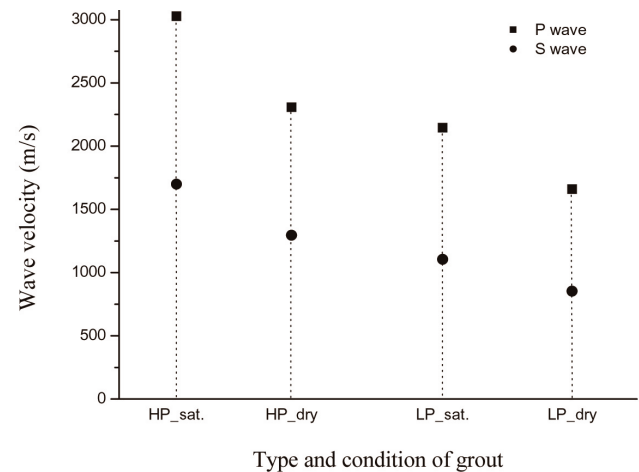 3000
2500
2000
1500
1000
500
0
Wave velocity (m/s)
P wave
S wave
HP_sat. HP_dry LP_sat. LP_dry
Type and condition of grout